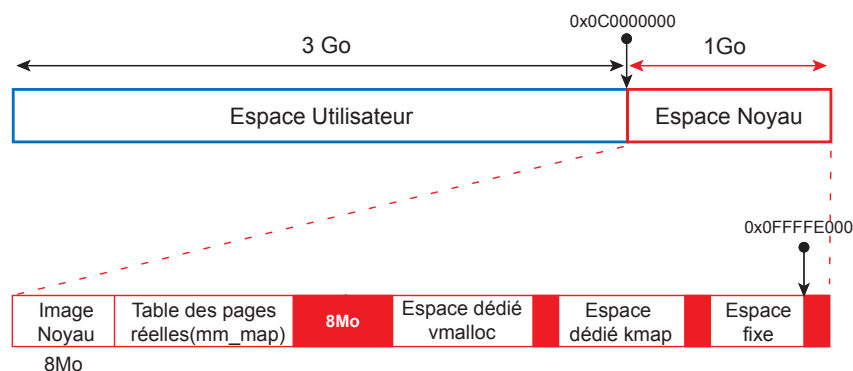 0x0C0000000
3 Go
1Go
Espace Utilisateur
Espace Noyau
0x0FFFFE000
Image
Noyau
Table des pages
réelles(mm_map)
8Mo
Espace dédié
vmalloc
Espace
dédié kmap
Espace
fixe
8Mo